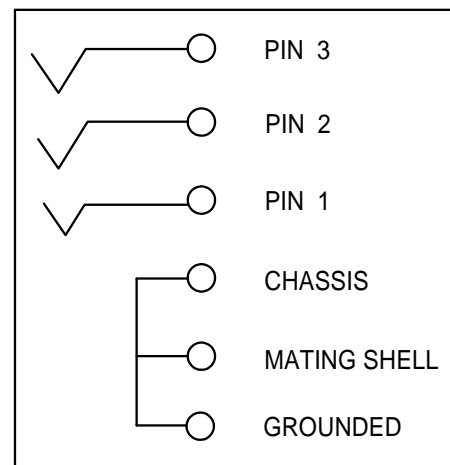 PIN 3
PIN 2
PIN 1
CHASSIS
MATING SHELL
GROUNDED